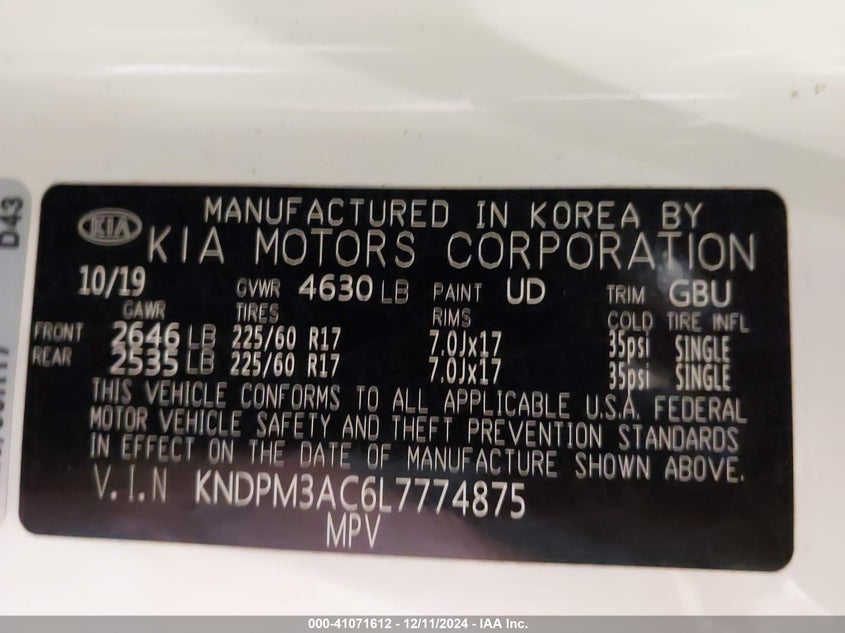 D43
MANUFACTURED IN KOREA BY
KIA KIA MOTORS CORPORATION
10/19 GVWR 4630 LB PAINT UD TRIM GBU
GAWR TIRES RIMS COLD TIRE INFL
FRONT 2646 LB 225/60 R17 7.0Jx17 35psi SINGLE
REAR 2535 LB 225/60 R17 7.0Jx17 35psi SINGLE
THIS VEHICLE CONFORMS TO ALL APPLICABLE U.S.A. FEDERAL
MOTOR VEHICLE SAFETY AND THEFT PREVENTION STANDARDS
IN EFFECT ON THE DATE OF MANUFACTURE SHOWN ABOVE.
V.I.N KNDPM3AC6L7774875
MPV
000-41071612 - 12/11/2024 - IAA, Inc.